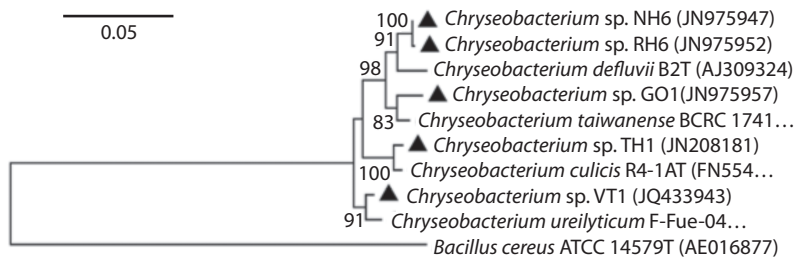 0.05
100
Chryseobacterium sp. NH6 (JN975947)
91
Chryseobacterium sp. RH6 (JN975952)
98
Chryseobacterium defluvii B2T (AJ309324)
Chryseobacterium sp. GO1(JN975957)
83
Chryseobacterium taiwanense BCRC 1741...
Chryseobacterium sp. TH1 (JN208181)
100
Chryseobacterium culicis R4-1AT (FN554...
Chryseobacterium sp. VT1 (JQ433943)
91
Chryseobacterium ureilyticum F-Fue-04...
Bacillus cereus ATCC 14579T (AE016877)